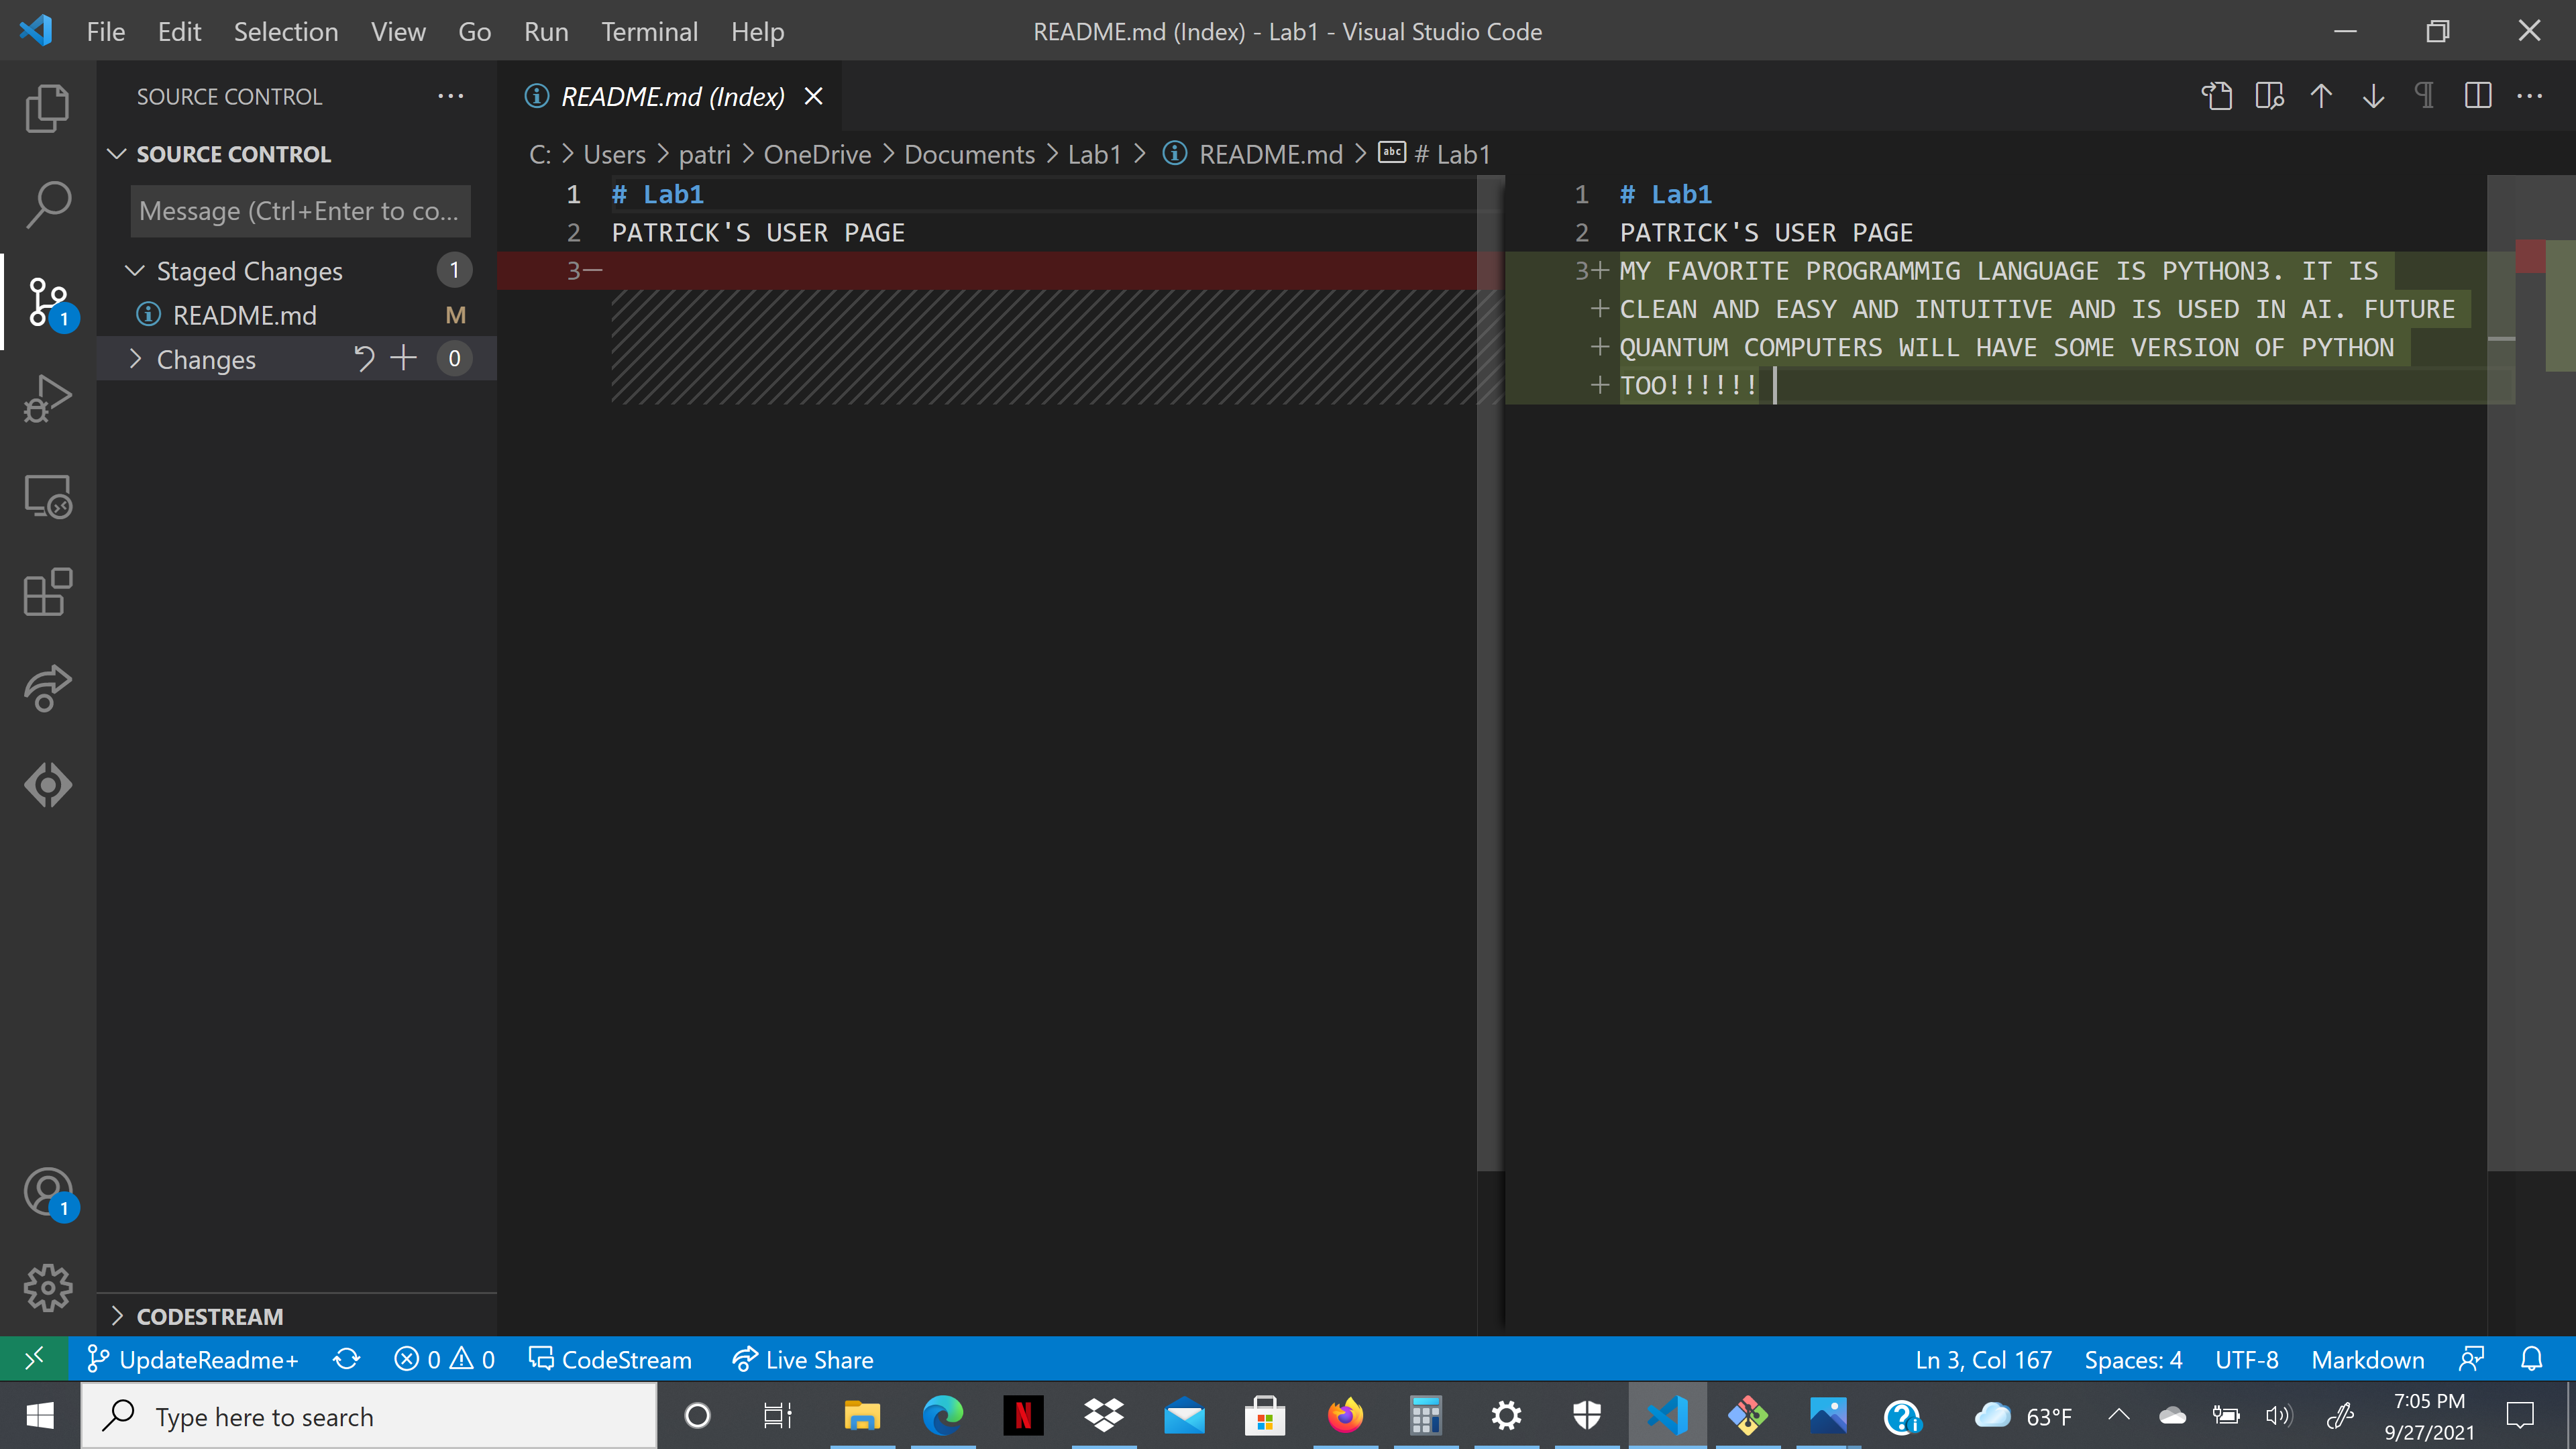 File Edit Selection View Go Run Terminal Help
README.md (Index) - Lab1 - Visual Studio Code
SOURCE CONTROL
README.md (Index)
SOURCE CONTROL
C: > Users > patri > OneDrive > Documents > Lab1 > README.md > abc # Lab1
Message (Ctrl+Enter to co...
Staged Changes 1
README.md M
Changes 0
1 # Lab1
2 PATRICK'S USER PAGE
3—
1 # Lab1
2 PATRICK'S USER PAGE
3+ MY FAVORITE PROGRAMMIG LANGUAGE IS PYTHON3. IT IS
+ CLEAN AND EASY AND INTUITIVE AND IS USED IN AI. FUTURE
+ QUANTUM COMPUTERS WILL HAVE SOME VERSION OF PYTHON
+ TOO!!!!!!
1
1
CODESTREAM
UpdateReadme+ 0 0 CodeStream Live Share Ln 3, Col 167 Spaces: 4 UTF-8 Markdown
Type here to search
N
63°F
7:05 PM
9/27/2021